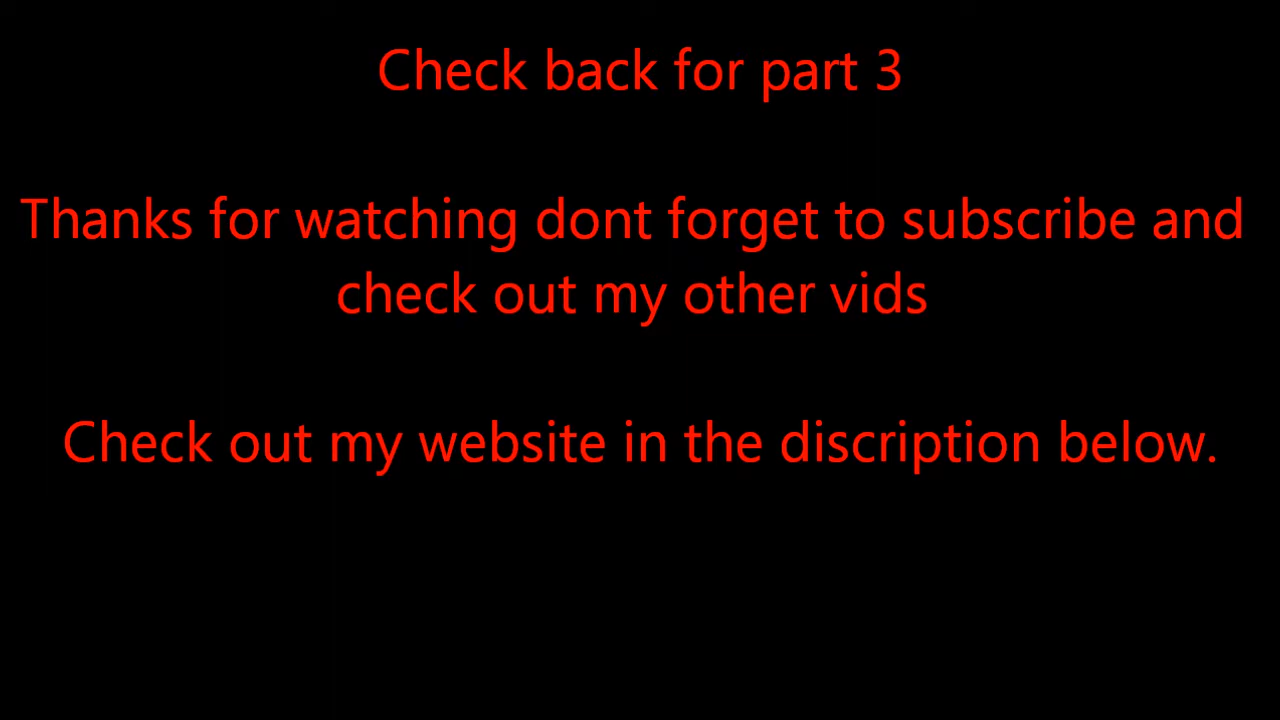 Check back for part 3
Thanks for watching dont forget to subscribe and
check out my other vids
Check out my website in the discription below.